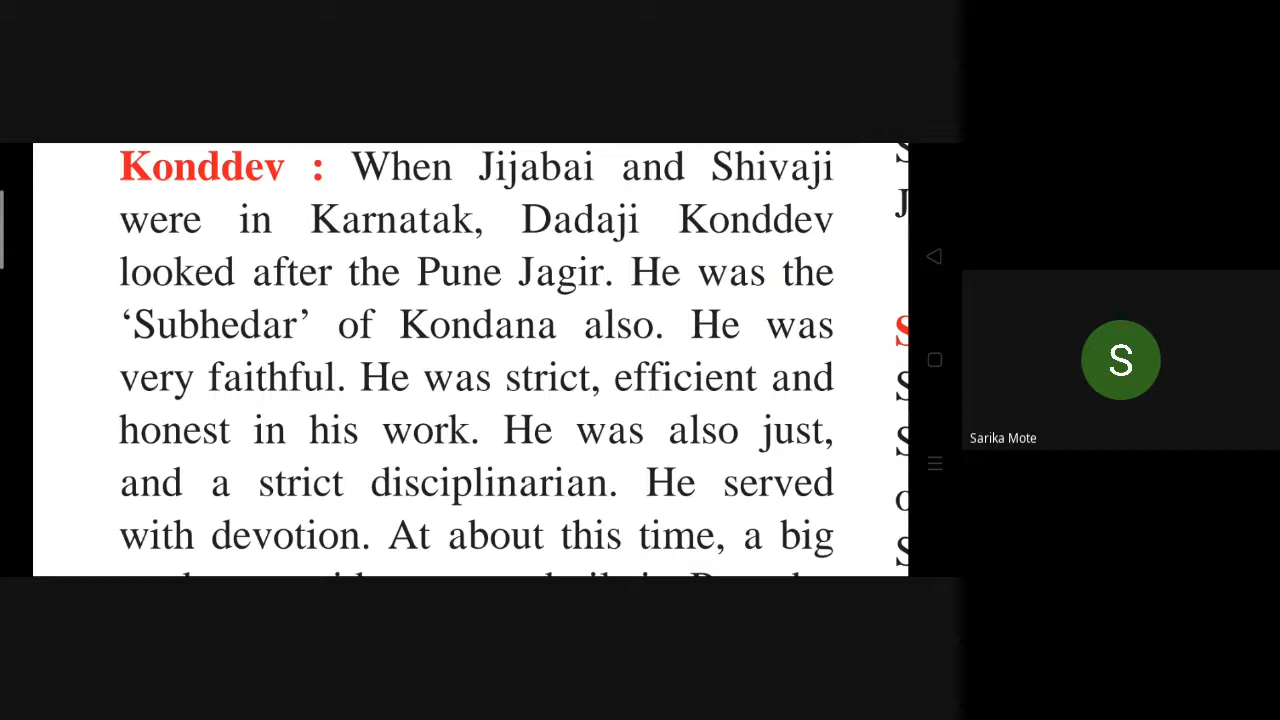 Konddev : When Jijabai and Shivaji
were in Karnatak, Dadaji Konddev
looked after the Pune Jagir. He was the
‘Subhedar’ of Kondana also. He was
very faithful. He was strict, efficient and
honest in his work. He was also just,
and a strict disciplinarian. He served
with devotion. At about this time, a big
S
Sarika Mote